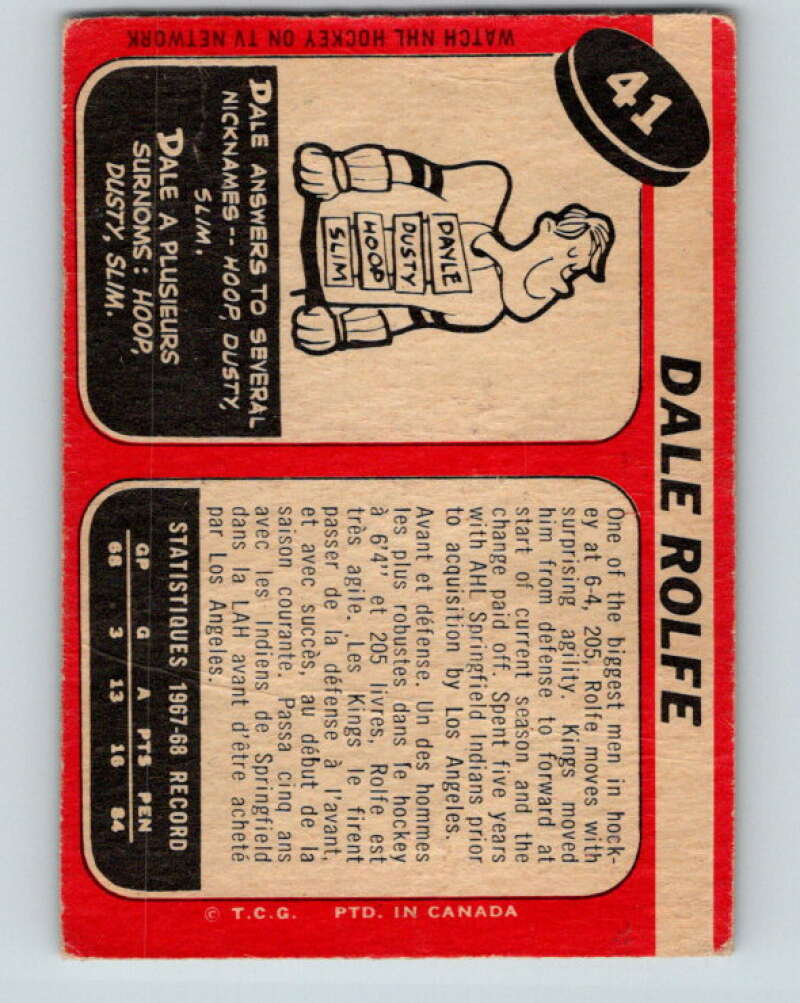 41
DALE ROLFE
WATCH NHL HOCKEY ON TV NETWORK
DAYLE
DUSTY
HOOP
SLIM
DALE ANSWERS TO SEVERAL
NICKNAMES-- HOOP, DUSTY,
SLIM.
DALE A PLUSIEURS
SURNOMS: HOOP,
DUSTY, SLIM.
One of the biggest men in hock-
ey at 6-4, 205, Rolfe moves with
surprising agility. Kings moved
him from defense to forward at
start of current season and the
change paid off. Spent five years
with AHL Springfield Indians prior
to acquisition by Los Angeles.
Avant et défense. Un des hommes
les plus robustes dans le hockey
à 6'4" et 205 livres, Rolfe est
très agile. Les Kings le firent
passer de la défense à l'avant,
et avec succès, au début de la
saison courante. Passa cinq ans
avec les Indiens de Springfield
dans la LAH avant d'être acheté
par Los Angeles.
STATISTIQUES 1967-68 RECORD
GP G A PTS PEN
68 3 13 16 84
© T.C.G. PTD. IN CANADA